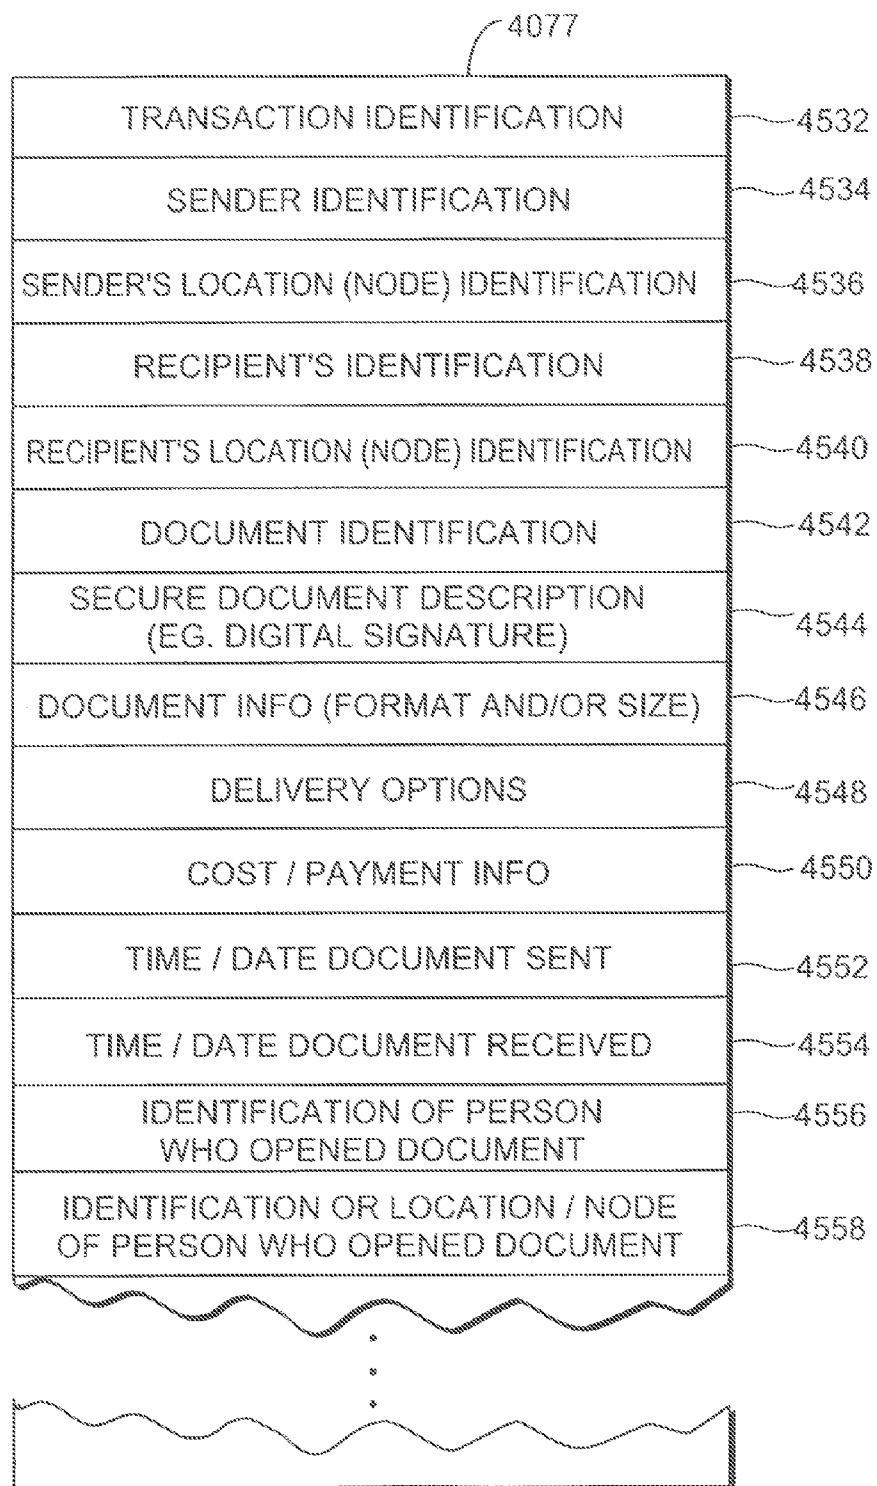 4077
TRANSACTION IDENTIFICATION
4532
SENDER IDENTIFICATION
4534
SENDER'S LOCATION (NODE) IDENTIFICATION
4536
RECIPIENT'S IDENTIFICATION
4538
RECIPIENT'S LOCATION (NODE) IDENTIFICATION
4540
DOCUMENT IDENTIFICATION
4542
SECURE DOCUMENT DESCRIPTION
(EG. DIGITAL SIGNATURE)
4544
DOCUMENT INFO (FORMAT AND/OR SIZE)
4546
DELIVERY OPTIONS
4548
COST / PAYMENT INFO
4550
TIME / DATE DOCUMENT SENT
4552
TIME / DATE DOCUMENT RECEIVED
4554
IDENTIFICATION OF PERSON
WHO OPENED DOCUMENT
4556
IDENTIFICATION OR LOCATION / NODE
OF PERSON WHO OPENED DOCUMENT
4558